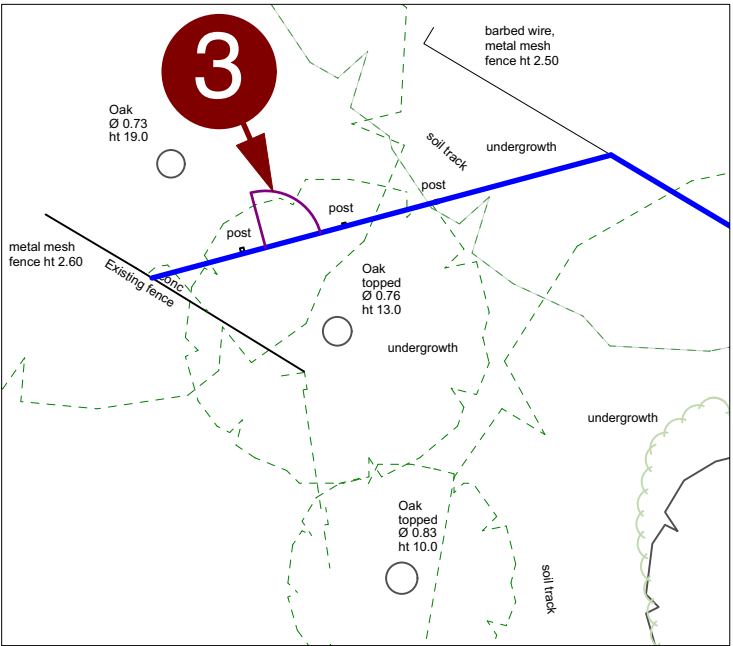 3
barbed wire,
metal mesh
fence ht 2.50
Oak
Ø 0.73
ht 19.0
soil track
undergrowth
post
post
post
metal mesh
fence ht 2.60
conc
Existing fence
Oak
topped
Ø 0.76
ht 13.0
undergrowth
undergrowth
Oak
topped
Ø 0.83
ht 10.0
soil track